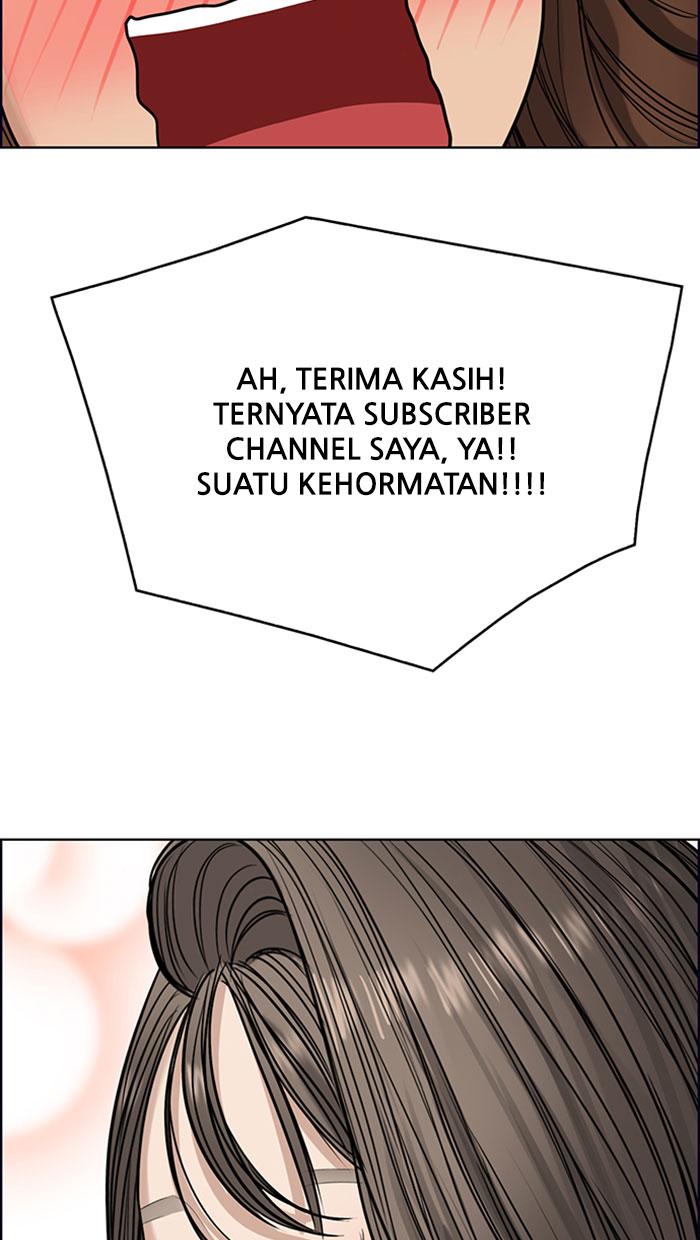 AH, TERIMA KASIH!
TERNYATA SUBSCRIBER
CHANNEL SAYA, YA!!
SUATU KEHORMATAN!!!!